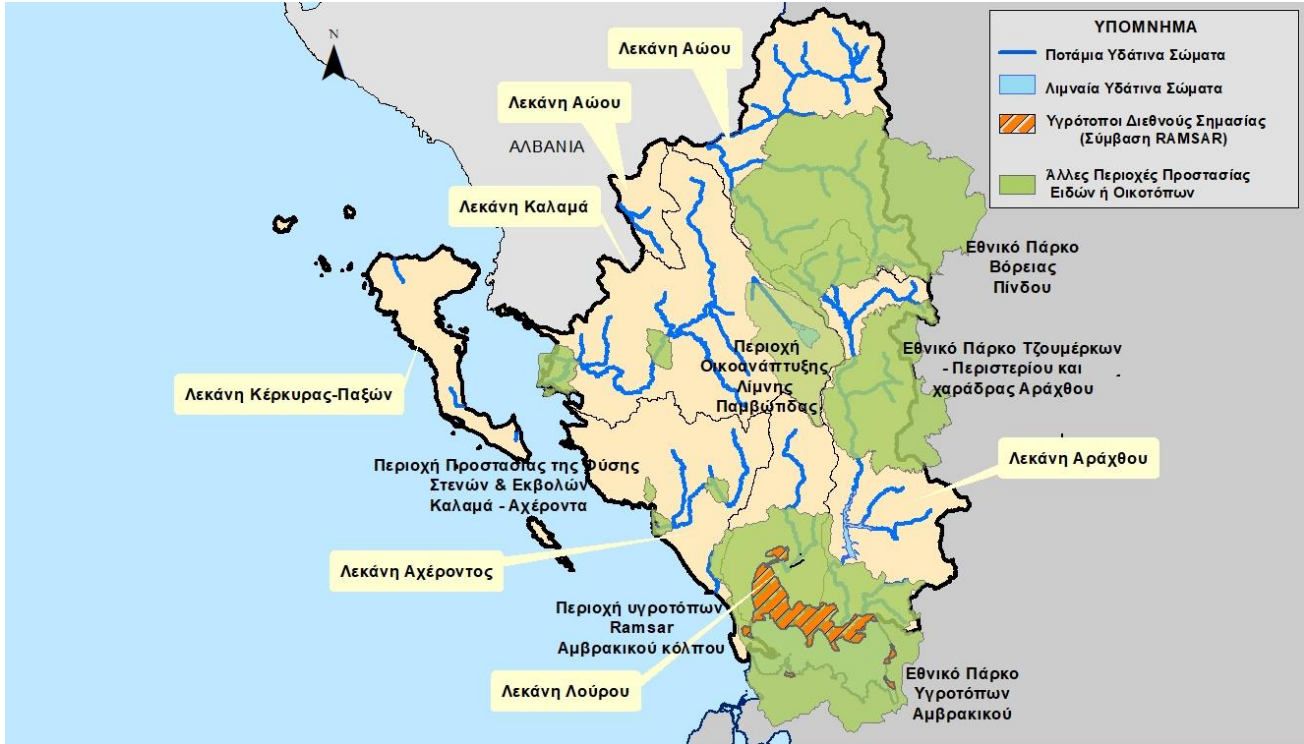 N
Λεκάνη Αώου
Λεκάνη Αώου
ΑΛΒΑΝΙΑ
Λεκάνη Καλαμά
ΥΠΟΜΝΗΜΑ
Ποτάμια Υδάτινα Σώματα
Λιμναία Υδάτινα Σώματα
Υγρότοποι Διεθνούς Σημασίας
(Σύμβαση RAMSAR)
Άλλες Περιοχές Προστασίας
Ειδών ή Οικοτόπων
Εθνικό Πάρκο
Βόρειας
Πίνδου
Εθνικό Πάρκο Τζουμέρκων
- Περιστερίου και
χαράδρας Αράχθου
Περιοχή
Οικοανάπτυξης
Λίμνης
Παμβώπδας
Λεκάνη Κέρκυρας-Παξών
Περιοχή Προστασίας της Φύσης
Στενών & Εκβολών
Καλαμά - Αχέροντα
Λεκάνη Αράχθου
Λεκάνη Αχέροντος
Περιοχή υγροτόπων
Ramsar
Αμβρακικού κόλπου
Λεκάνη Λούρου
Εθνικό Πάρκο
Υγροτόπων
Αμβρακικού